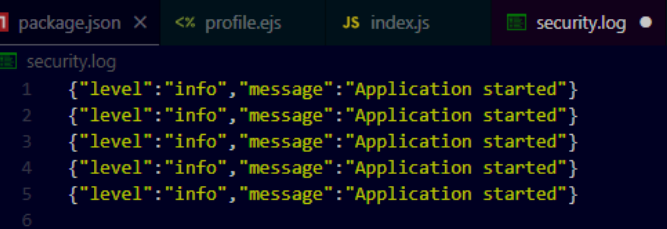 package.json × <% profile.ejs JS index.js security.log ●
security.log
1 {"level":"info","message":"Application started"}
2 {"level":"info","message":"Application started"}
3 {"level":"info","message":"Application started"}
4 {"level":"info","message":"Application started"}
5 {"level":"info","message":"Application started"}
6